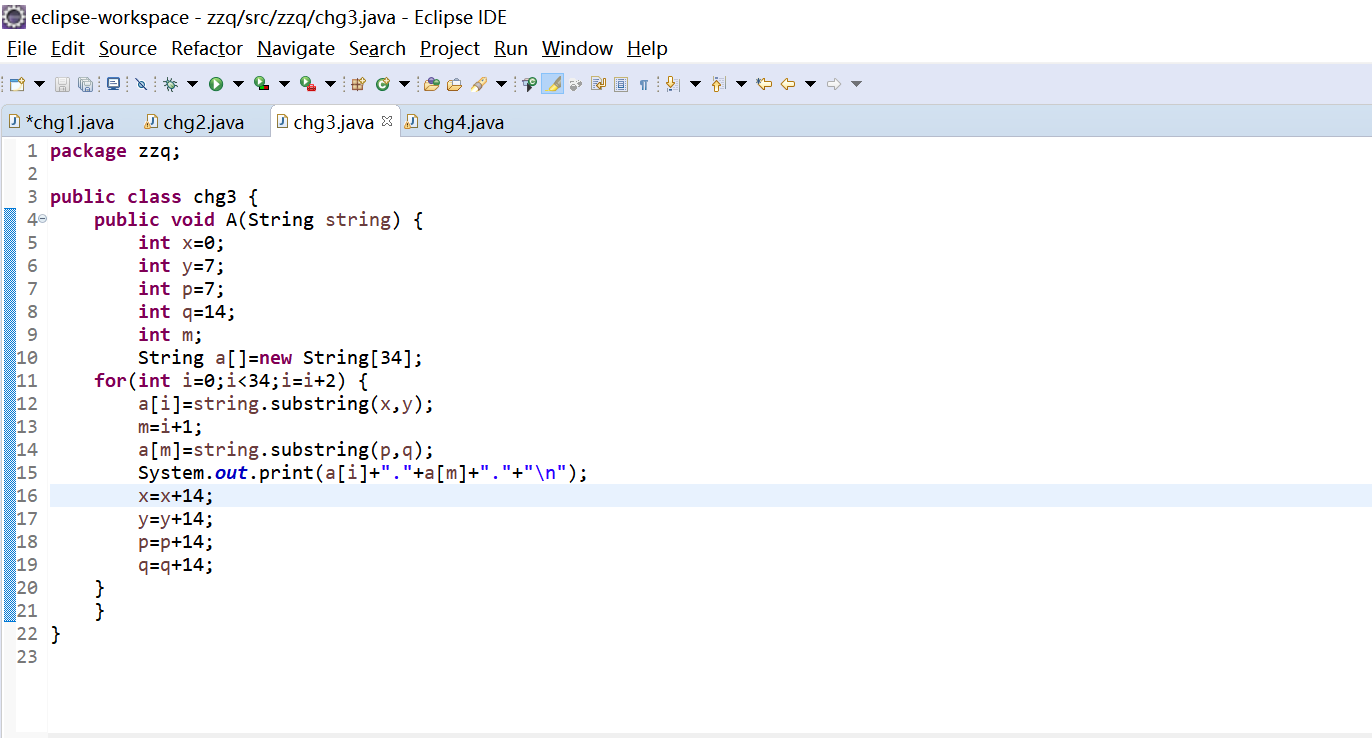 eclipse-workspace - zzq/src/zzq/chg3.java - Eclipse IDE
File Edit Source Refactor Navigate Search Project Run Window Help
*chg1.java chg2.java chg3.java chg4.java
1 package zzq;
2
3 public class chg3 {
4 public void A(String string) {
5 int x=0;
6 int y=7;
7 int p=7;
8 int q=14;
9 int m;
10 String a[]=new String[34];
11 for(int i=0;i<34;i=i+2) {
12 a[i]=string.substring(x,y);
13 m=i+1;
14 a[m]=string.substring(p,q);
15 System.out.print(a[i]+"."+a[m]+"."+"\n");
16 x=x+14;
17 y=y+14;
18 p=p+14;
19 q=q+14;
20 }
21 }
22 }
23